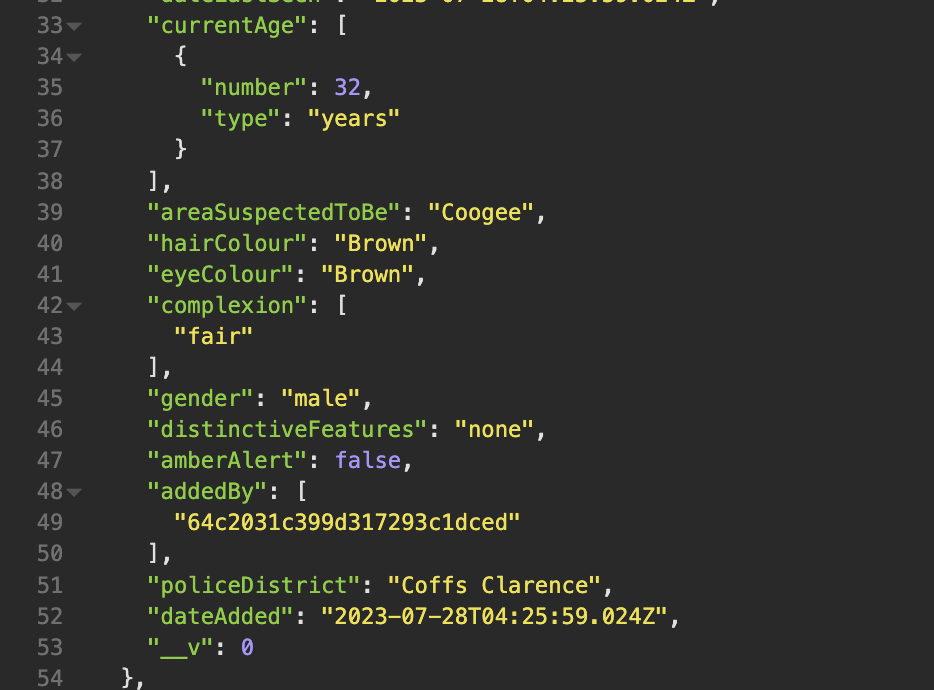 33 "currentAge": [
34 {
35 "number": 32,
36 "type": "years"
37 }
38 ],
39 "areaSuspectedToBe": "Coogee",
40 "hairColour": "Brown",
41 "eyeColour": "Brown",
42 "complexion": [
43 "fair"
44 ],
45 "gender": "male",
46 "distinctiveFeatures": "none",
47 "amberAlert": false,
48 "addedBy": [
49 "64c2031c399d317293c1dced"
50 ],
51 "policeDistrict": "Coffs Clarence",
52 "dateAdded": "2023-07-28T04:25:59.024Z",
53 "__v": 0
54 },